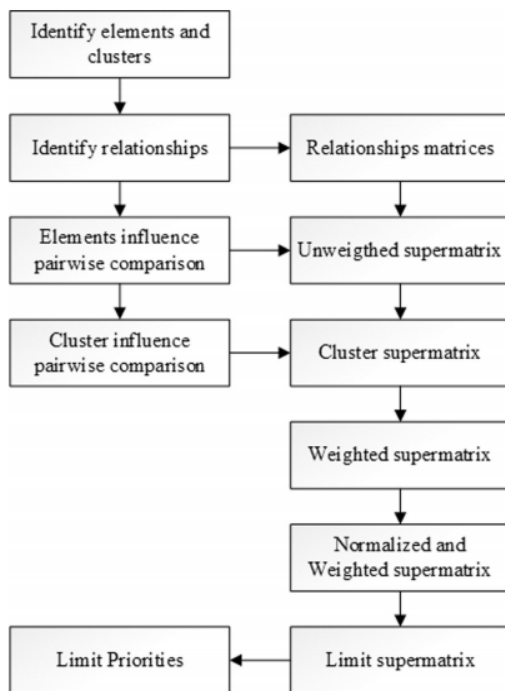 Identify elements and
clusters
Identify relationships
Relationships matrices
Elements influence
pairwise comparison
Unweigthed supermatrix
Cluster influence
pairwise comparison
Cluster supermatrix
Weighted supermatrix
Normalized and
Weighted supermatrix
Limit Priorities
Limit supermatrix